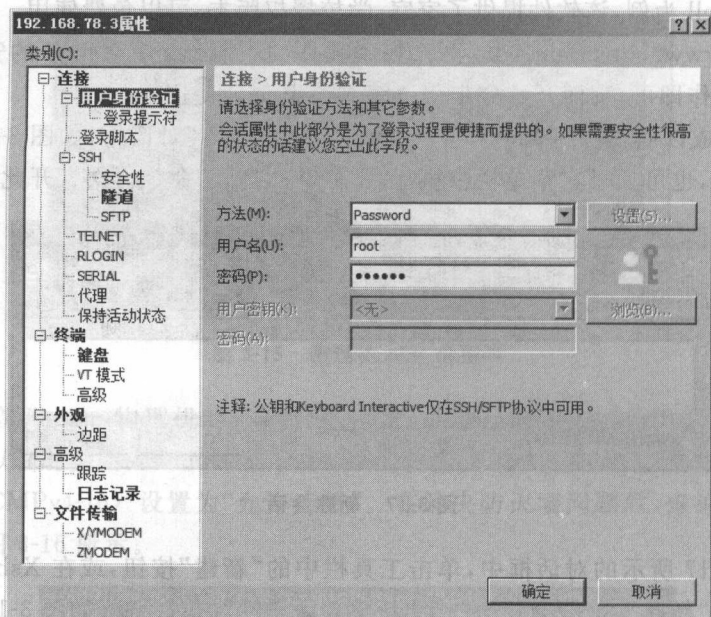 192.168.78.3属性
类别(C):
连接
用户身份验证
登录提示符
登录脚本
SSH
安全性
隧道
SFTP
TELNET
RLOGIN
SERIAL
代理
保持活动状态
终端
键盘
VT 模式
高级
外观
边距
高级
跟踪
日志记录
文件传输
X/YMODEM
ZMODEM
连接 > 用户身份验证
请选择身份验证方法和其它参数。
会话属性中此部分是为了登录过程更便捷而提供的。如果需要安全性很高
的状态的话建议您空出此字段。
方法(M):
Password
设置(S)...
用户名(U):
root
密码(P):
●●●●●●
用户密钥(K):
<无>
浏览(B)...
密码(A):
注释: 公钥和Keyboard Interactive仅在SSH/SFTP协议中可用。
确定
取消